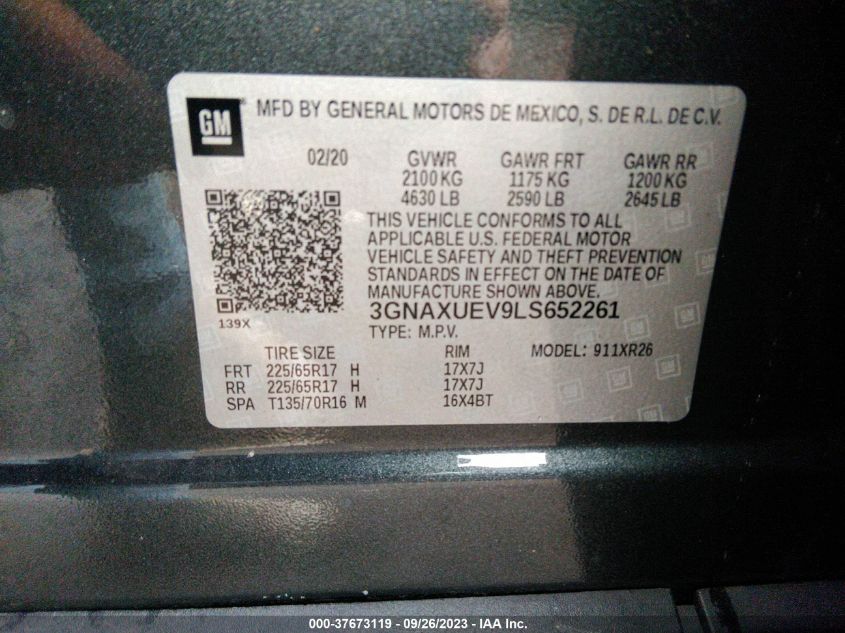 GM
MFD BY GENERAL MOTORS DE MEXICO, S. DE R.L. DE C.V.
02/20 GVWR GAWR FRT GAWR RR
2100 KG 1175 KG 1200 KG
4630 LB 2590 LB 2645 LB
THIS VEHICLE CONFORMS TO ALL
APPLICABLE U.S. FEDERAL MOTOR
VEHICLE SAFETY AND THEFT PREVENTION
STANDARDS IN EFFECT ON THE DATE OF
MANUFACTURE SHOWN ABOVE.
139X
3GNAXUEV9LS652261
TYPE: M.P.V.
TIRE SIZE RIM MODEL: 911XR26
FRT 225/65R17 H 17X7J
RR 225/65R17 H 17X7J
SPA T135/70R16 M 16X4BT
000-37673119 - 09/26/2023 - IAA Inc.